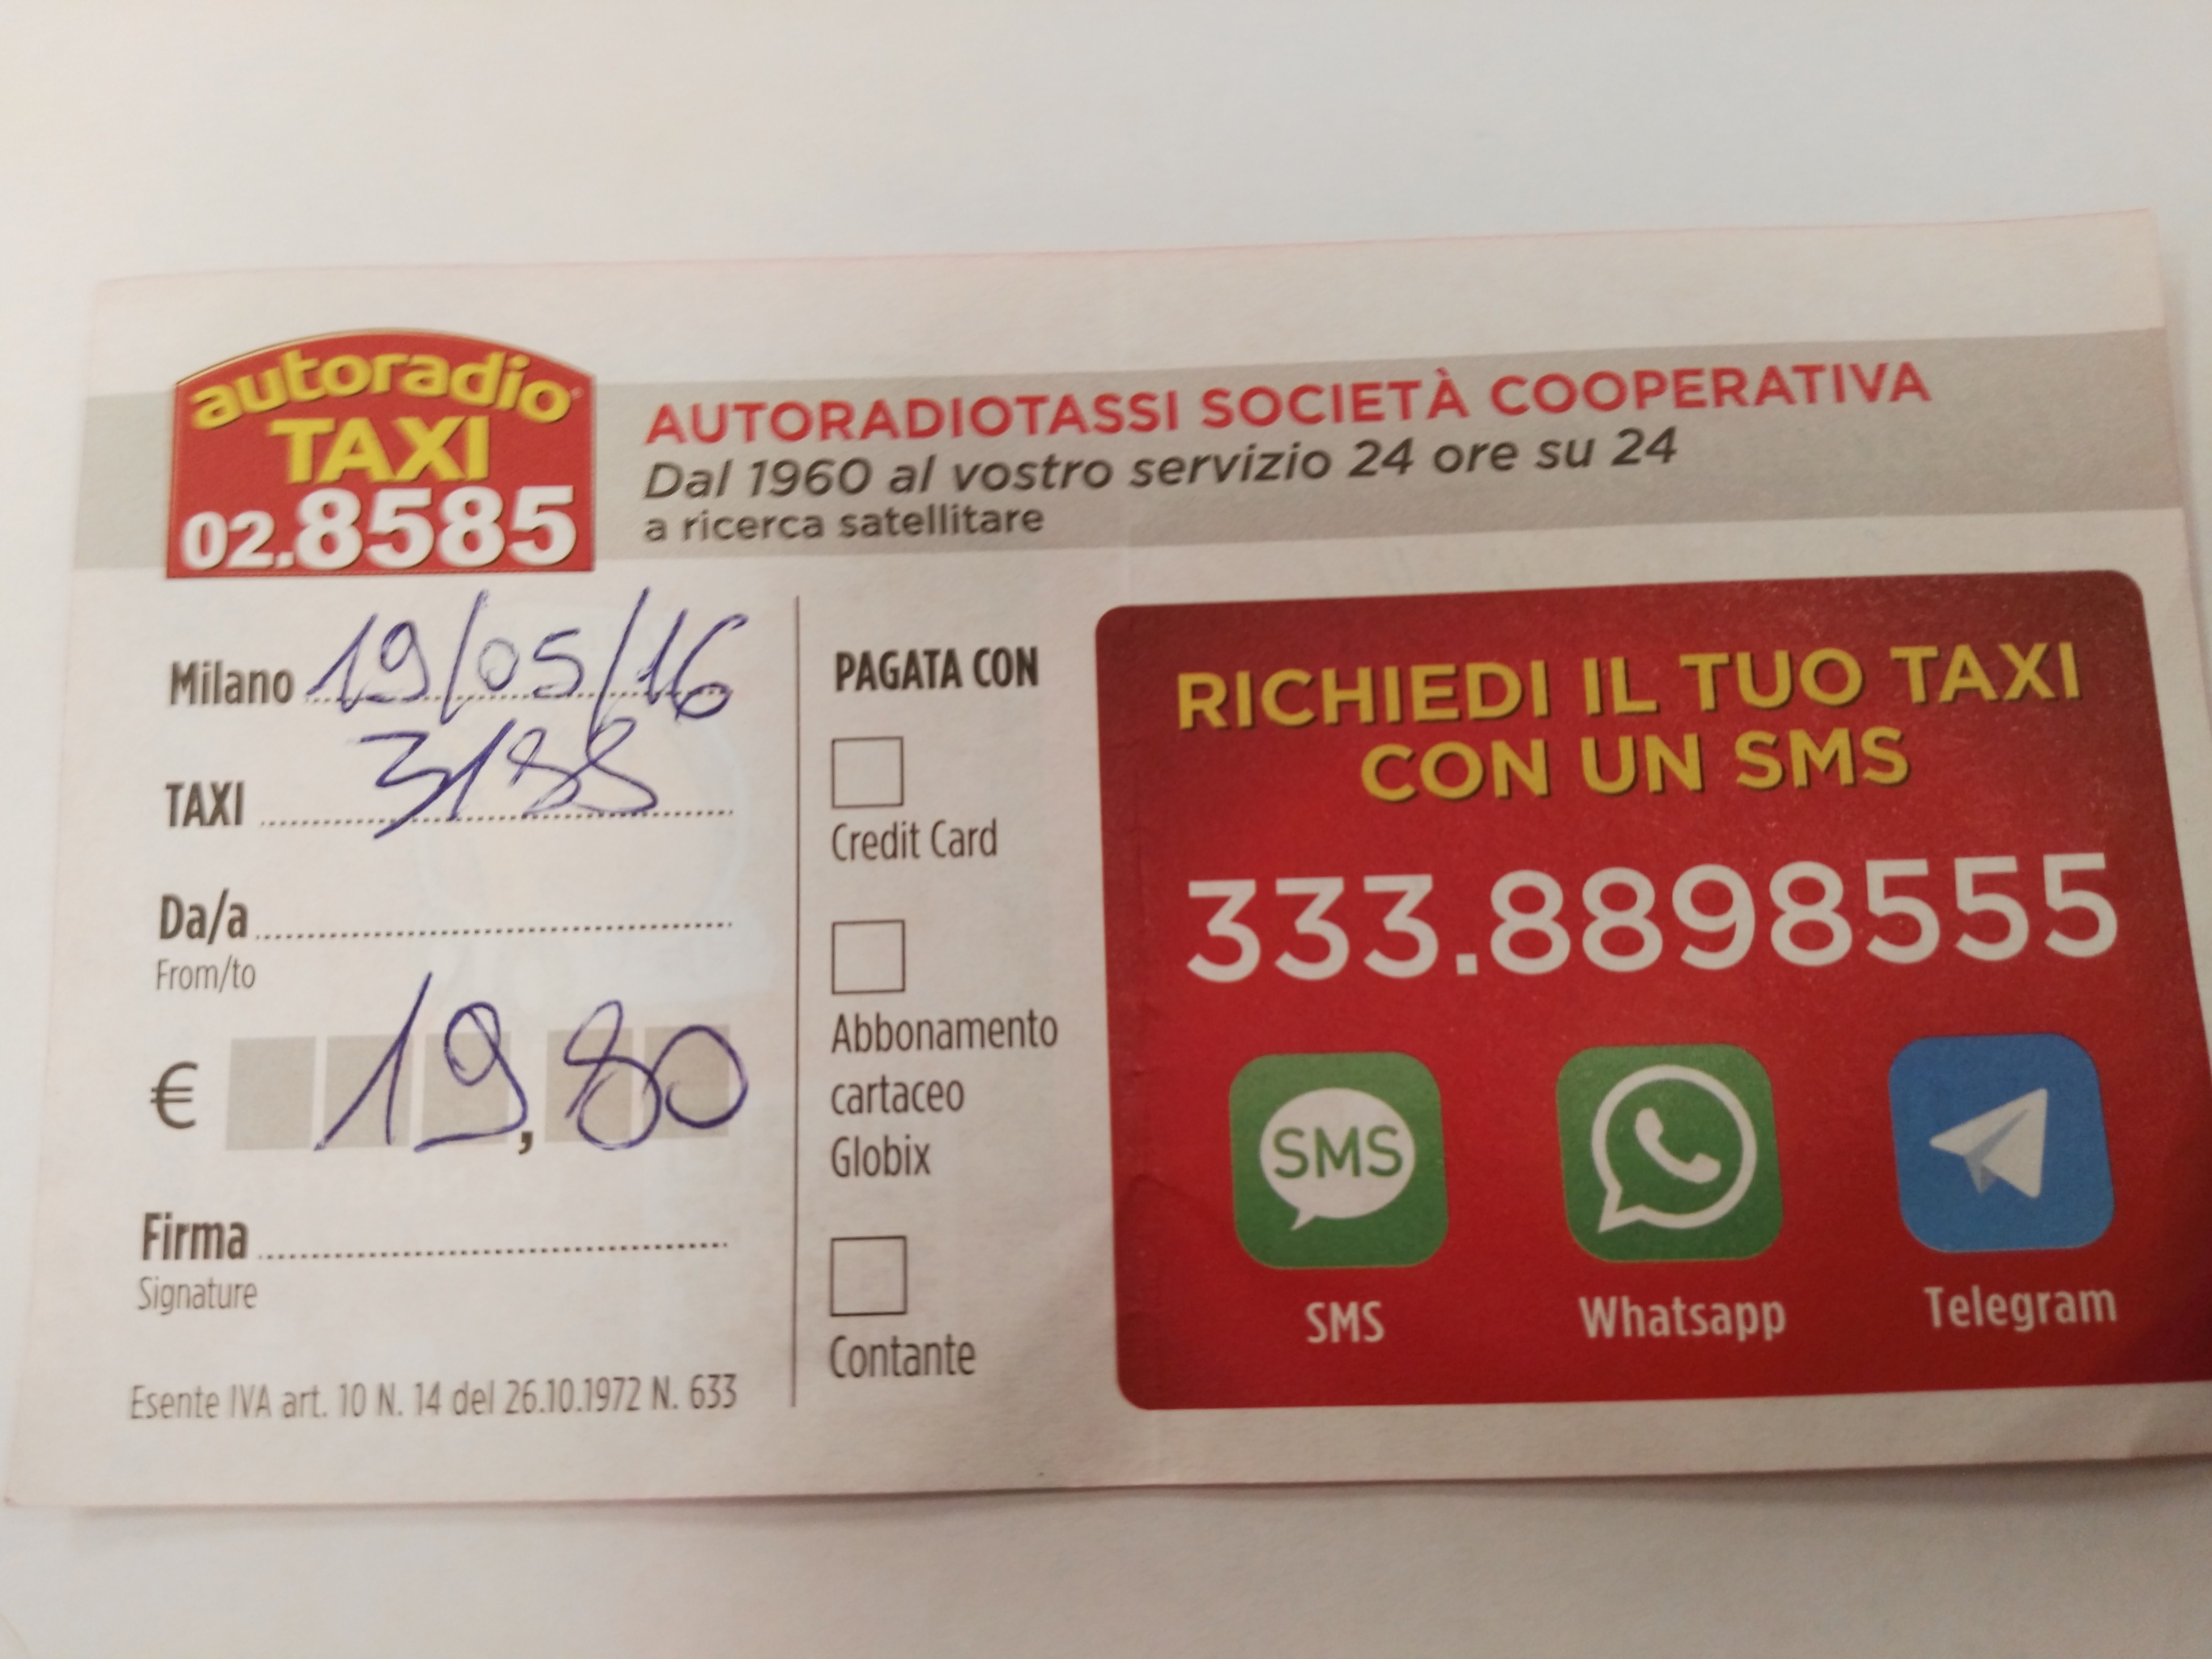 autoradio
TAXI
02.8585
AUTORADIOTASSI SOCIETÀ COOPERATIVA
Dal 1960 al vostro servizio 24 ore su 24
a ricerca satellitare
Milano 19/05/16
TAXI 3188
Da/a
From/to
€ 19,80
Firma
Signature
Esente IVA art. 10 N. 14 del 26.10.1972 N. 633
PAGATA CON
Credit Card
Abbonamento
cartaceo
Globix
Contante
RICHIEDI IL TUO TAXI
CON UN SMS
333.8898555
SMS
SMS
Whatsapp
Telegram